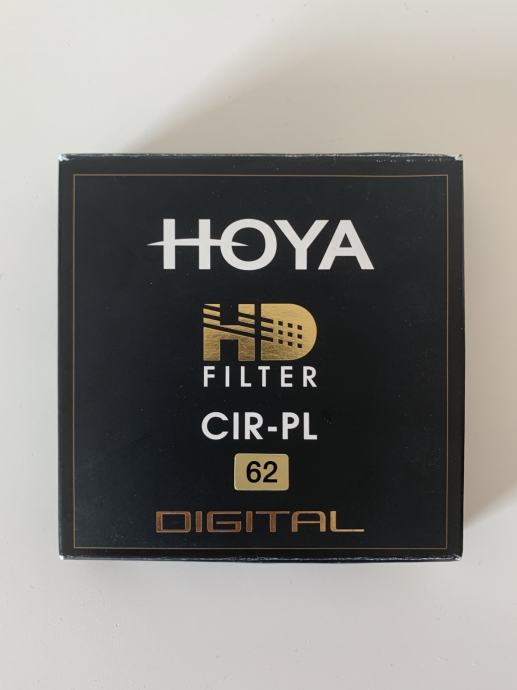 HOYA
HD
FILTER
CIR-PL
62
DIGITAL